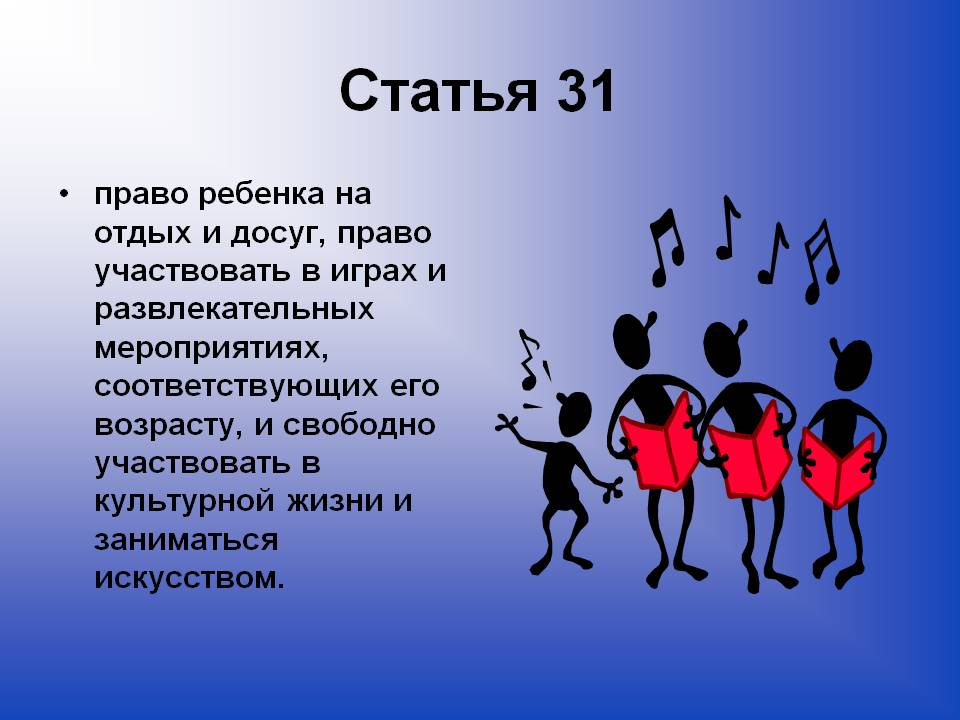 Статья 31
• право ребенка на
отдых и досуг, право
участвовать в играх и
развлекательных
мероприятиях,
соответствующих его
возрасту, и свободно
участвовать в
культурной жизни и
заниматься
искусством.